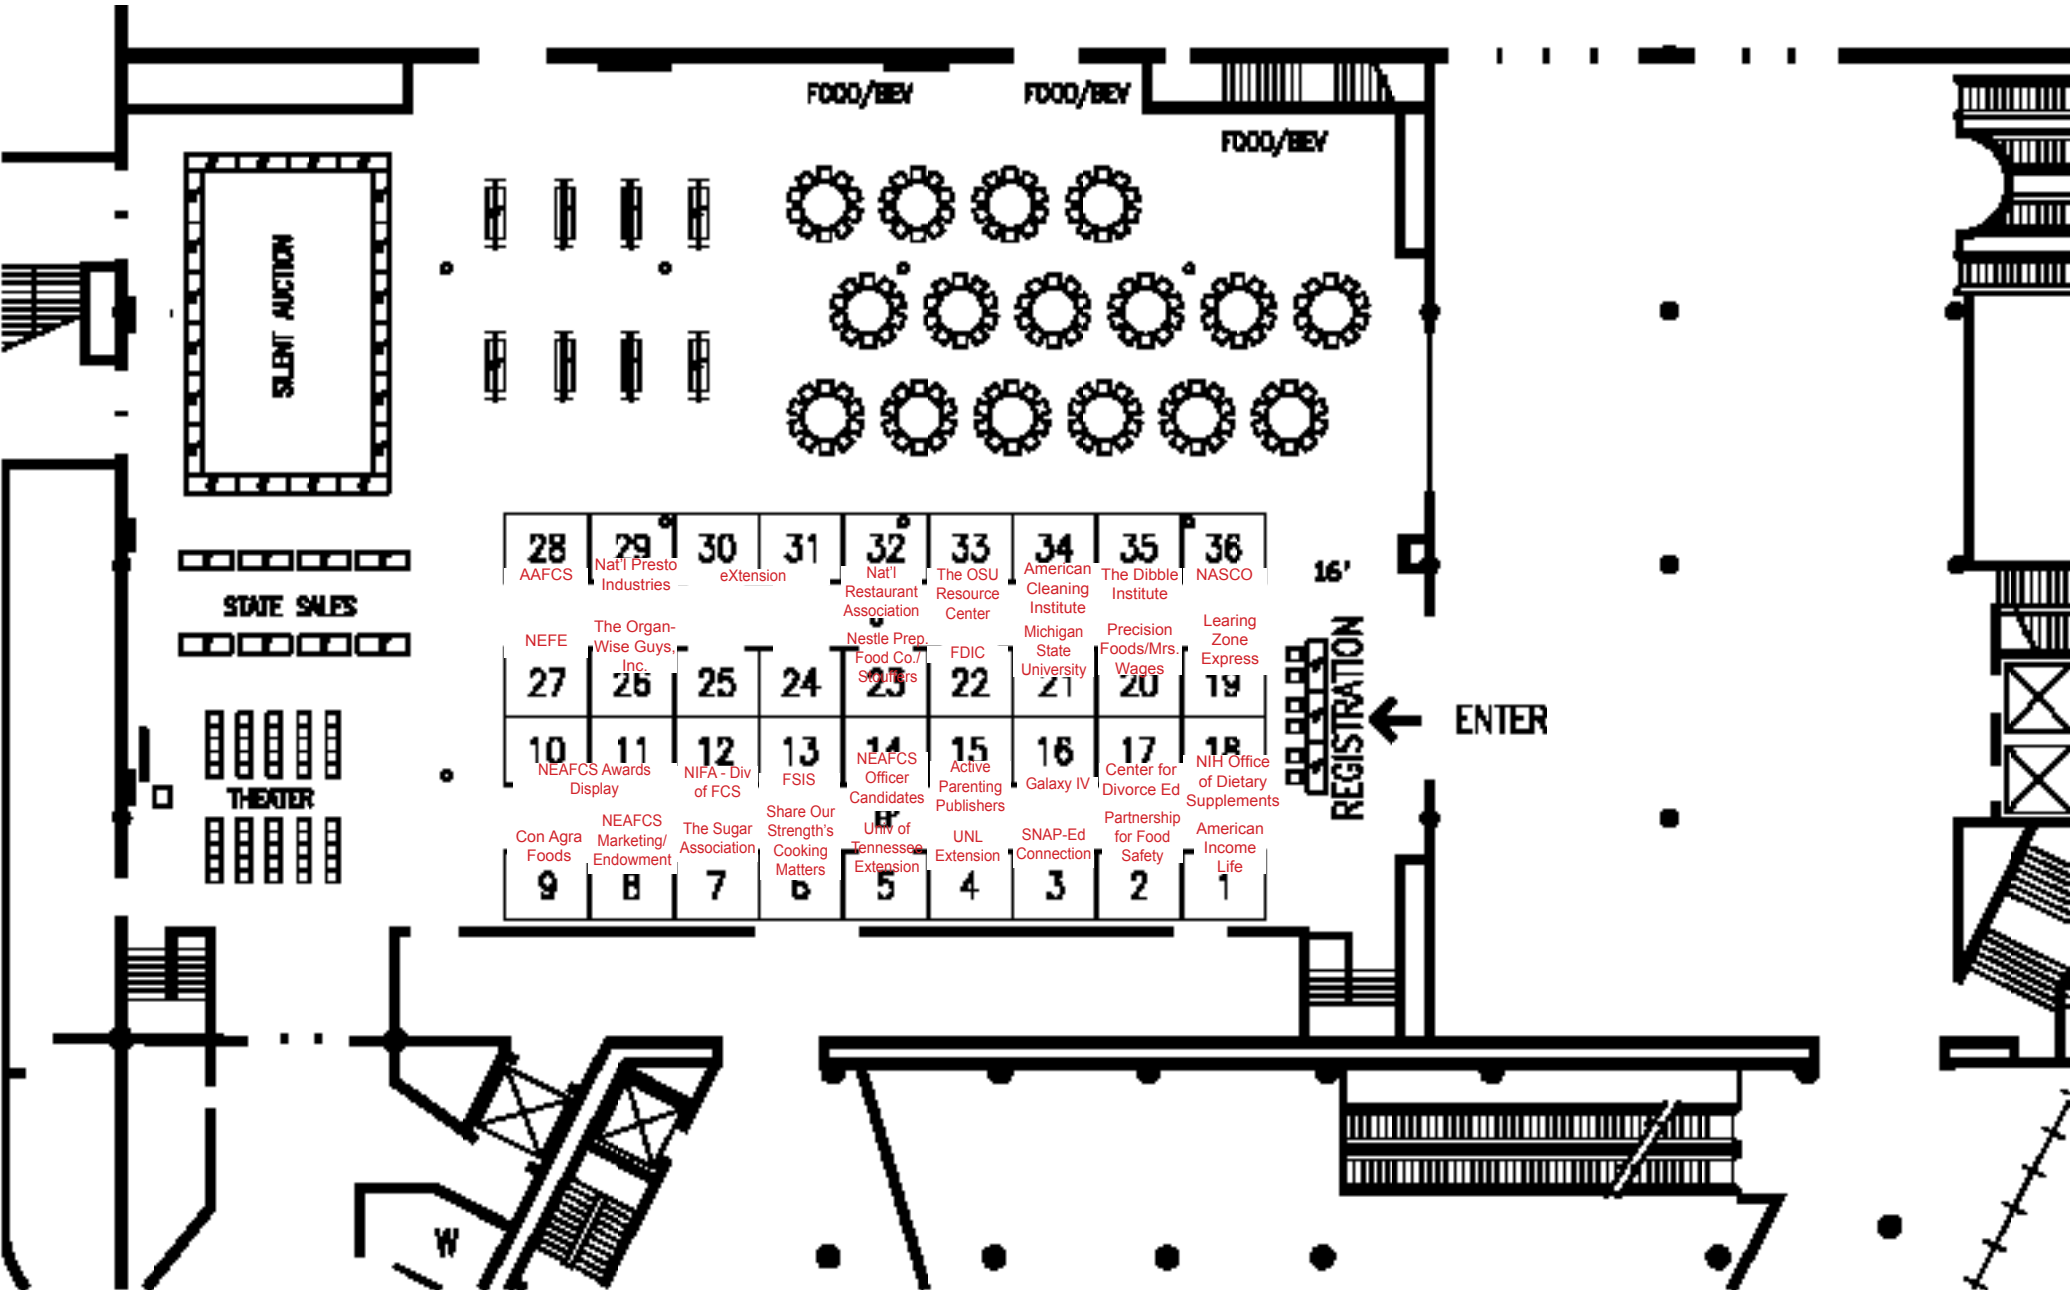 FOOD/BEV
FOOD/BEV
FOOD/BEV
SILENT AUCTION
28
29
30
31
32
33
34
35
36
AAFCS
Nat'l Presto
Industries
eXtension
Nat'l
Restaurant
Association
The OSU
Resource
Center
American
Cleaning
Institute
The Dibble
Institute
NASCO
16'
STATE SALES
NEFE
The Organ-
Wise Guys,
Inc.
Nestle Prep.
Food Co./
Stouffers
FDIC
Michigan
State
University
Precision
Foods/Mrs.
Wages
Learing
Zone
Express
27
26
25
24
23
22
21
20
19
REGISTRATION
ENTER
10
11
12
13
14
15
16
17
18
NEAFCS Awards
Display
NIFA - Div
of FCS
FSIS
NEAFCS
Officer
Candidates
Active
Parenting
Publishers
Galaxy IV
Center for
Divorce Ed
NIH Office
of Dietary
Supplements
THEATER
Con Agra
Foods
NEAFCS
Marketing/
Endowment
The Sugar
Association
Share Our
Strength's
Cooking
Matters
Univ of
Tennessee
Extension
UNL
Extension
SNAP-Ed
Connection
Partnership
for Food
Safety
American
Income
Life
9
8
7
6
5
4
3
2
1
W